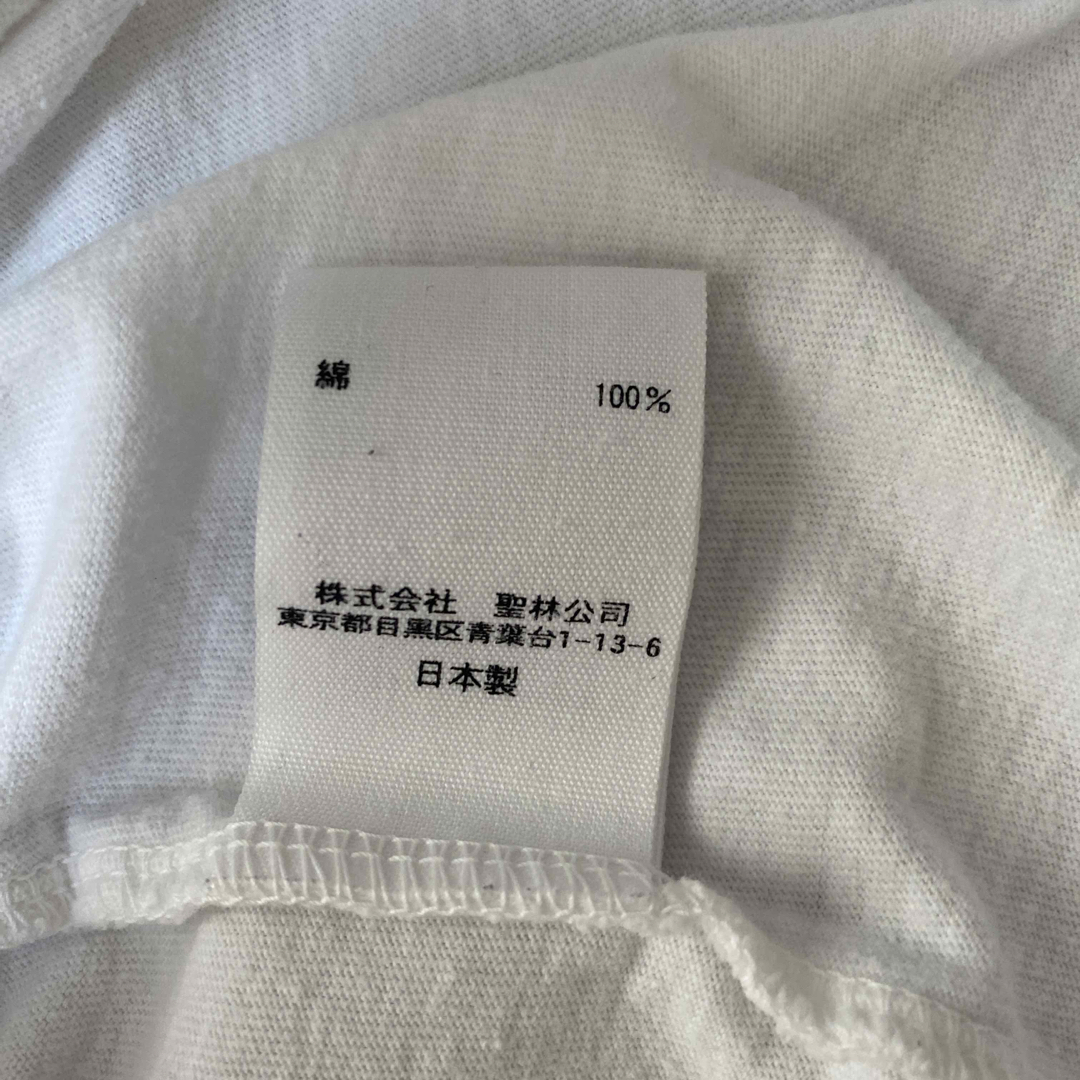 綿 100%
株式会社 聖林公司
東京都目黒区青葉台1-13-6
日本製